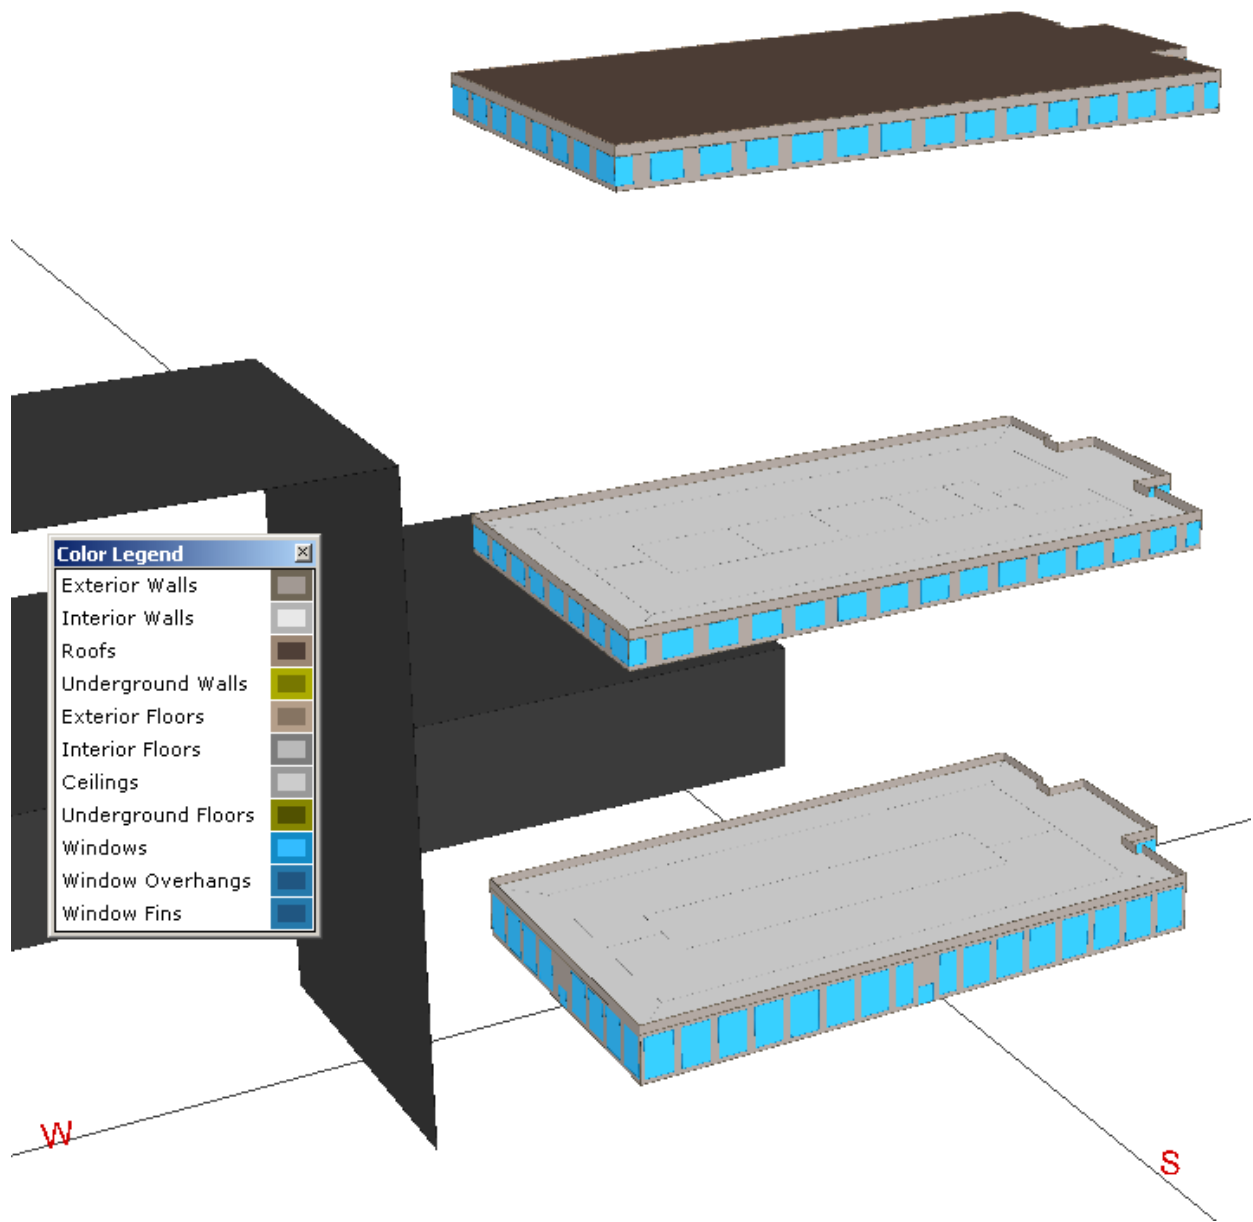 Color Legend
Exterior Walls
Interior Walls
Roofs
Underground Walls
Exterior Floors
Interior Floors
Ceilings
Underground Floors
Windows
Window Overhangs
Window Fins
W
S